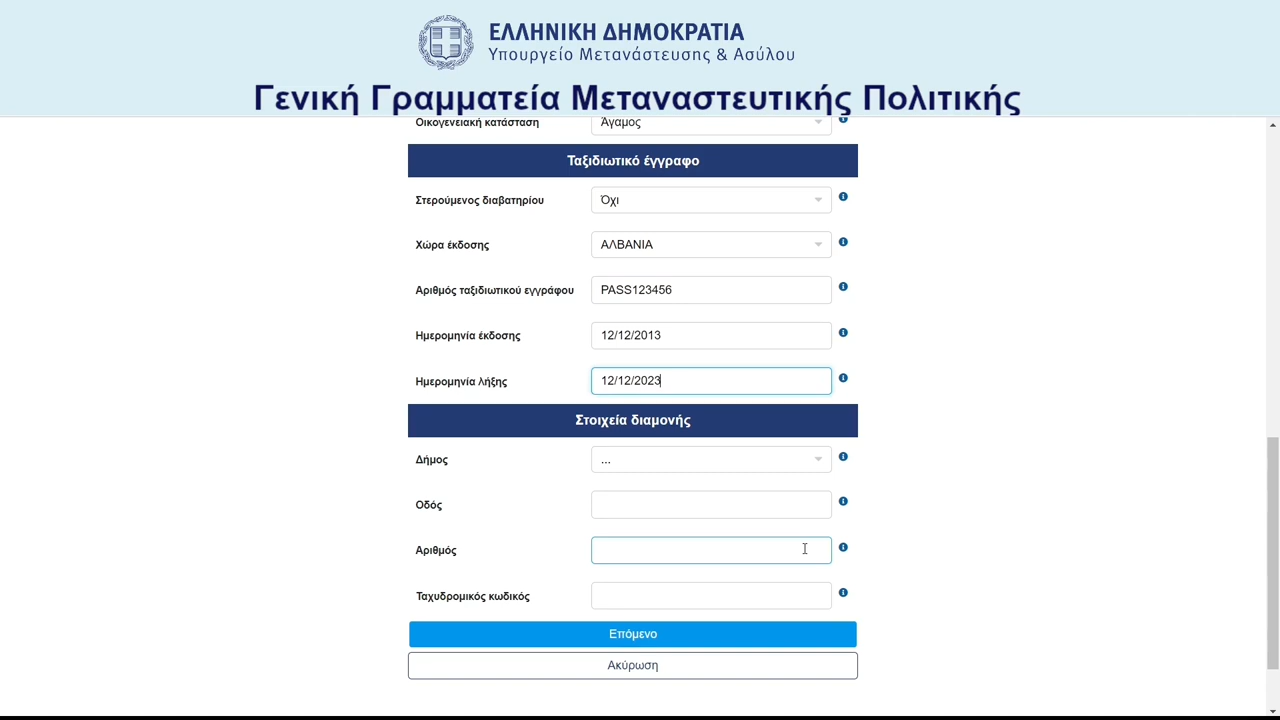 ΕΛΛΗΝΙΚΗ ΔΗΜΟΚΡΑΤΙΑ
Υπουργείο Μετανάστευσης & Ασύλου
Γενική Γραμματεία Μεταναστευτικής Πολιτικής
Οικογενειακή κατάσταση Άγαμος
Ταξιδιωτικό έγγραφο
Στερούμενος διαβατηρίου Όχι
Χώρα έκδοσης ΑΛΒΑΝΙΑ
Αριθμός ταξιδιωτικού εγγράφου PASS123456
Ημερομηνία έκδοσης 12/12/2013
Ημερομηνία λήξης 12/12/2023
Στοιχεία διαμονής
Δήμος ...
Οδός
Αριθμός
Ταχυδρομικός κωδικός
Επόμενο
Ακύρωση